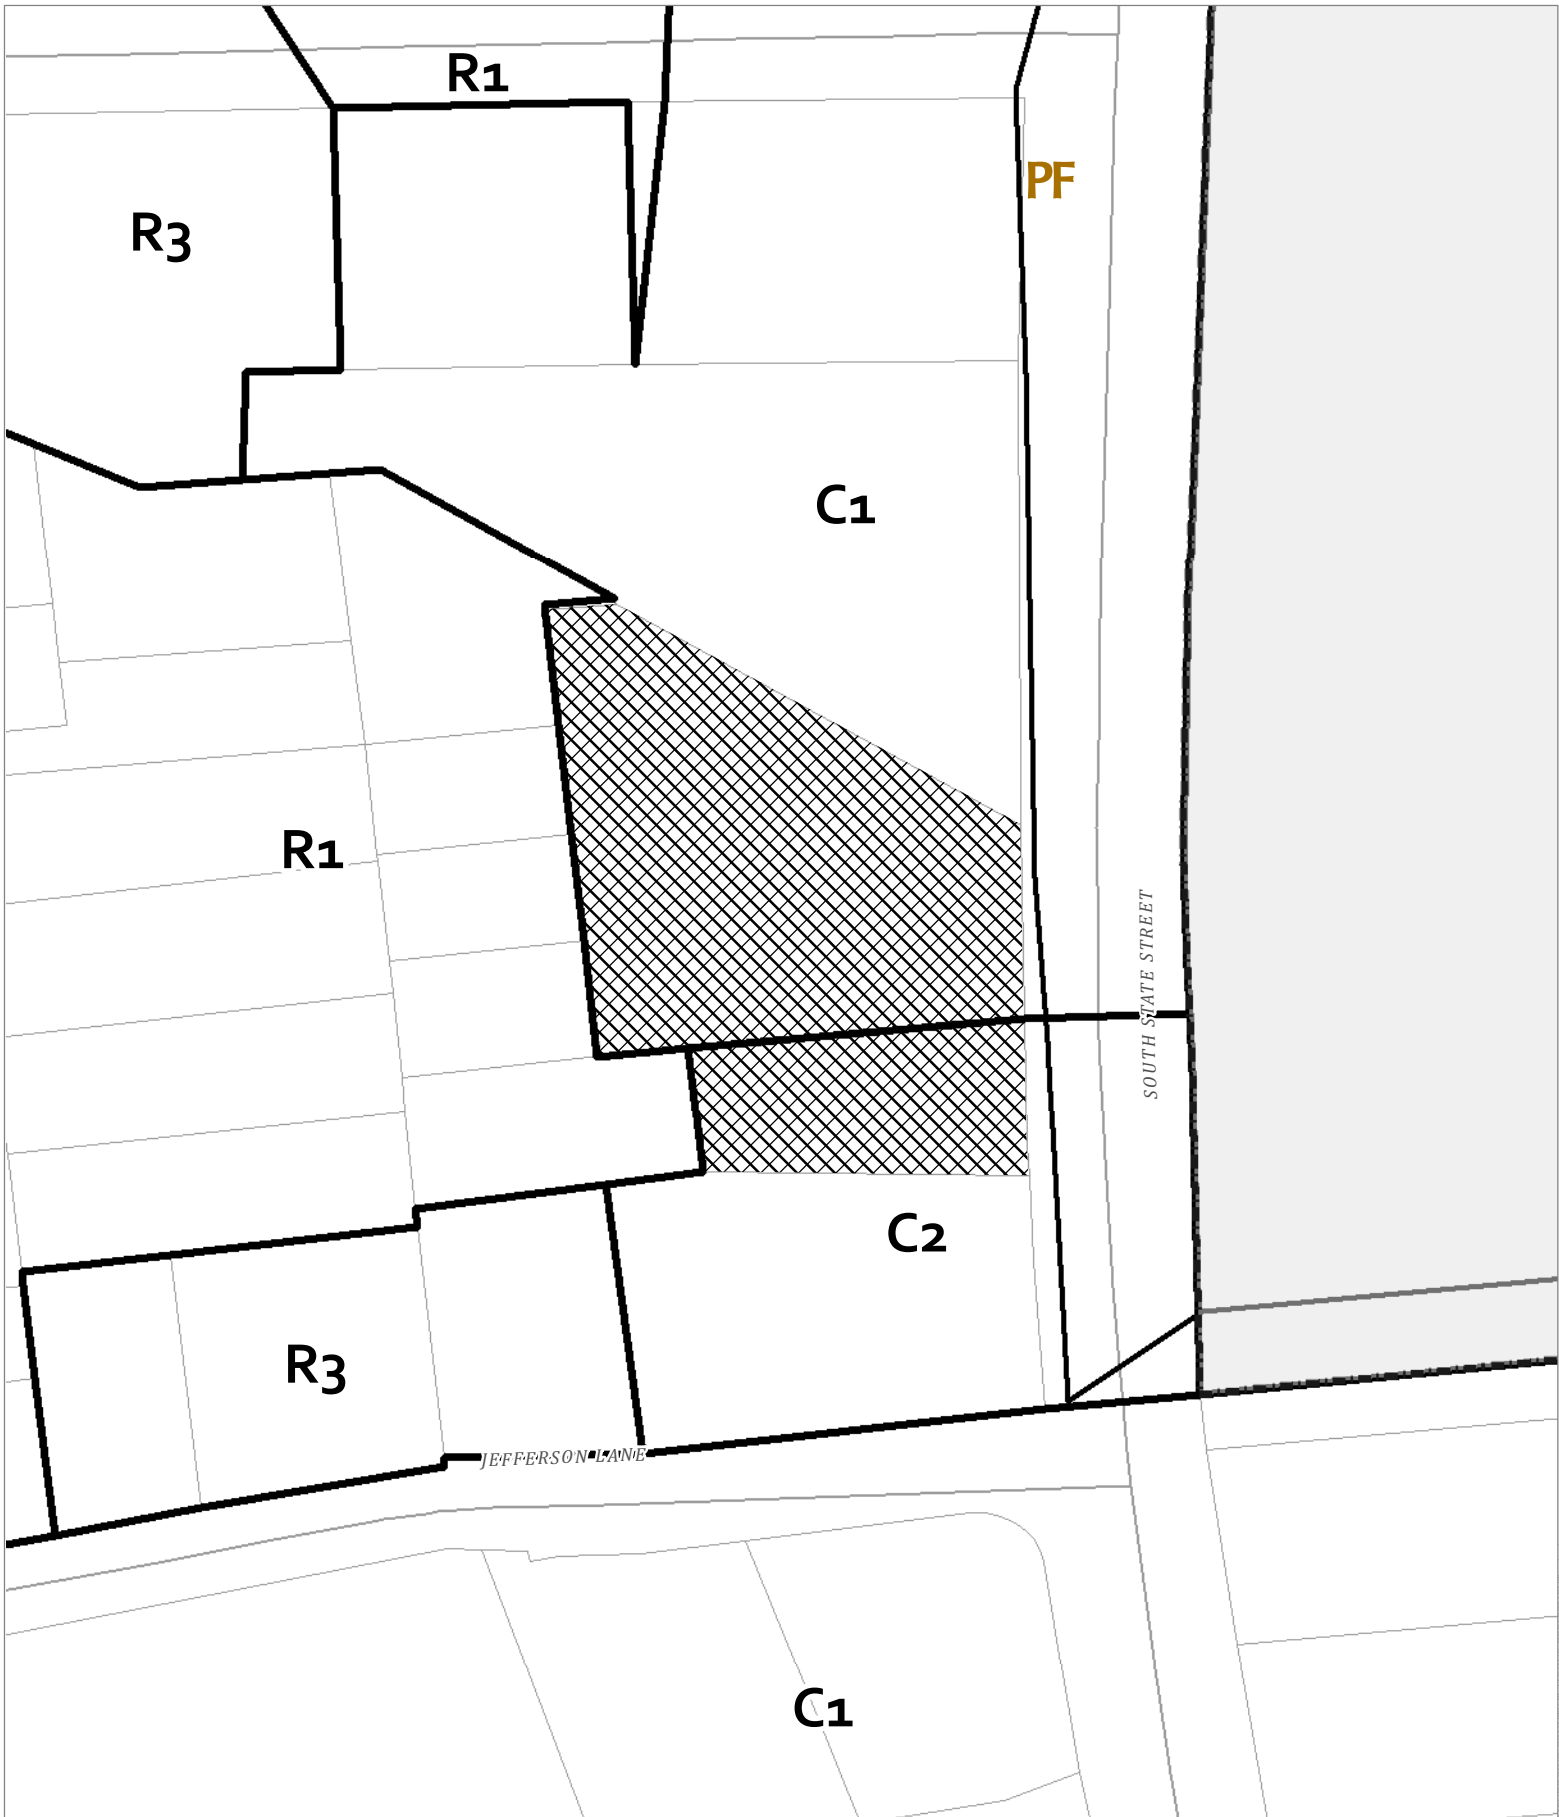 R1
PF
R3
C1
R1
SOUTH STATE STREET
C2
R3
JEFFERSON LANE
C1